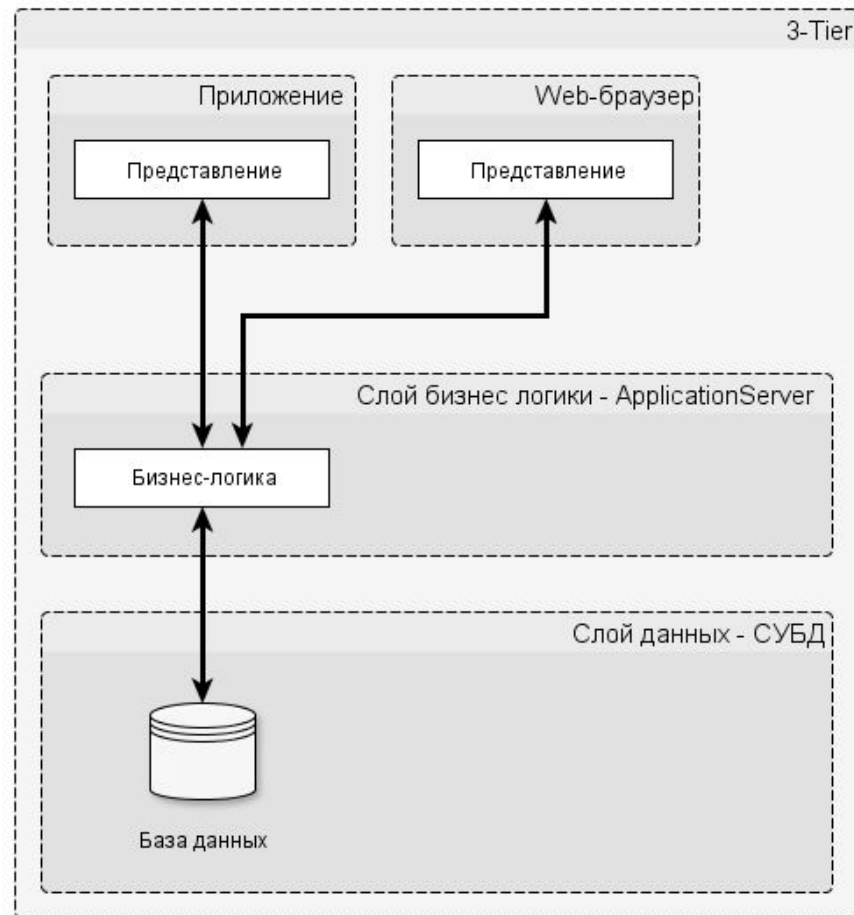 3-Tier
Приложение
Web-браузер
Представление
Представление
Слой бизнес логики - ApplicationServer
Бизнес-логика
Слой данных - СУБД
База данных